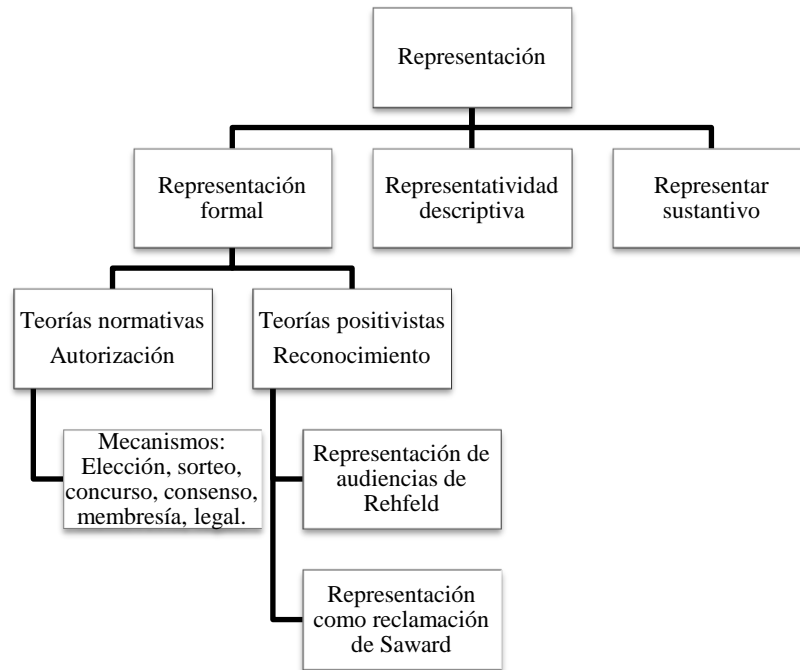 Representación
Representación
formal
Representatividad
descriptiva
Representar
sustantivo
Teorías normativas
Autorización
Teorías positivistas
Reconocimiento
Mecanismos:
Elección, sorteo,
concurso, consenso,
membresía, legal.
Representación de
audiencias de
Rehfeld
Representación
como reclamación
de Saward